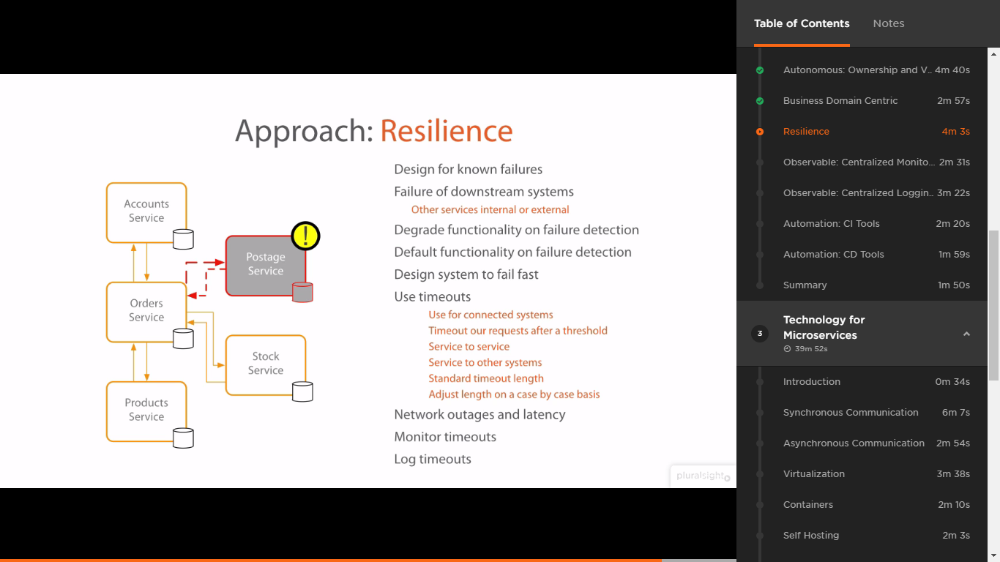 Approach: Resilience
Accounts
Service
Orders
Service
Products
Service
Postage
Service
!
Stock
Service
Design for known failures
Failure of downstream systems
Other services internal or external
Degrade functionality on failure detection
Default functionality on failure detection
Design system to fail fast
Use timeouts
Use for connected systems
Timeout our requests after a threshold
Service to service
Service to other systems
Standard timeout length
Adjust length on a case by case basis
Network outages and latency
Monitor timeouts
Log timeouts
pluralsight
Table of Contents
Notes
Autonomous: Ownership and V.. 4m 40s
Business Domain Centric 2m 57s
Resilience 4m 3s
Observable: Centralized Monito... 2m 31s
Observable: Centralized Loggin.. 3m 22s
Automation: CI Tools 2m 20s
Automation: CD Tools 1m 59s
Summary 1m 50s
3
Technology for
Microservices
39m 52s
Introduction 0m 34s
Synchronous Communication 6m 7s
Asynchronous Communication 2m 54s
Virtualization 3m 38s
Containers 2m 10s
Self Hosting 2m 3s